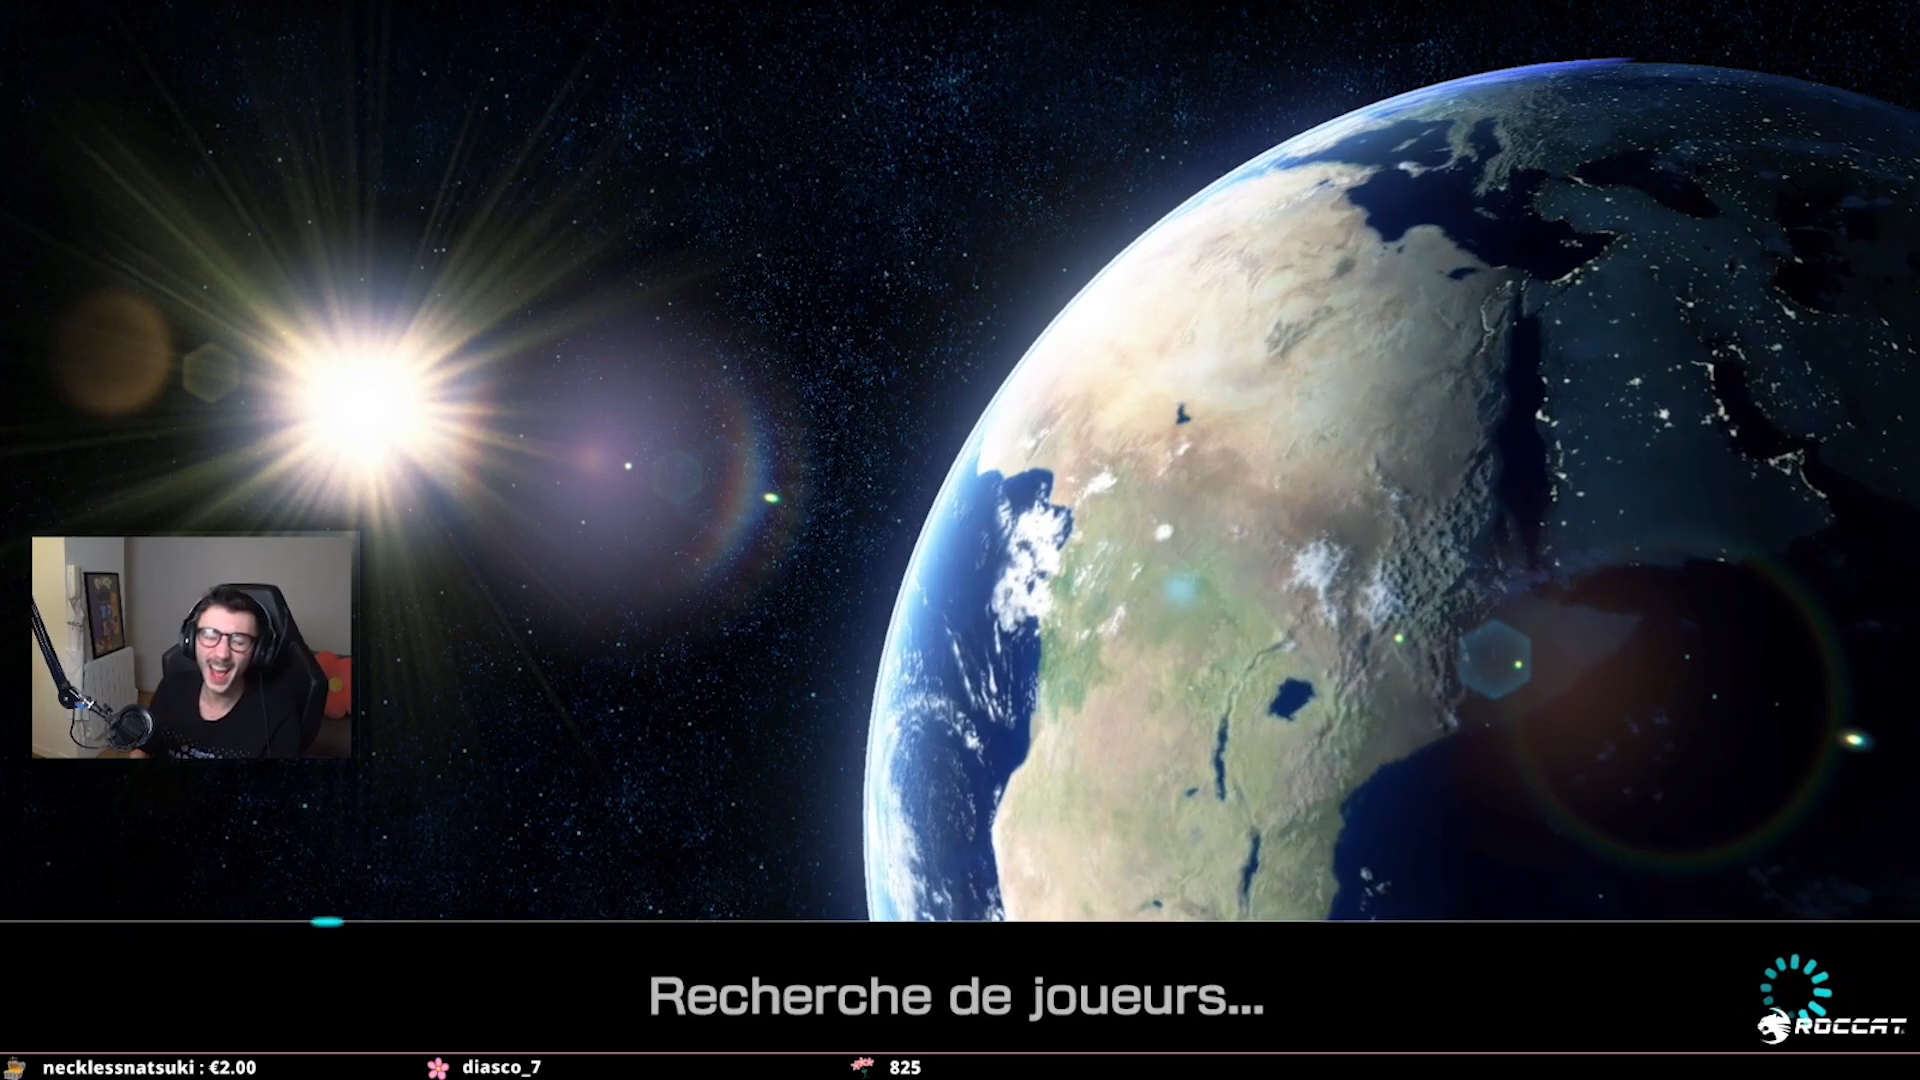 Recherche de joueurs...
ROCCAT
necklessnatsuki : €2.00
diasco_7
825